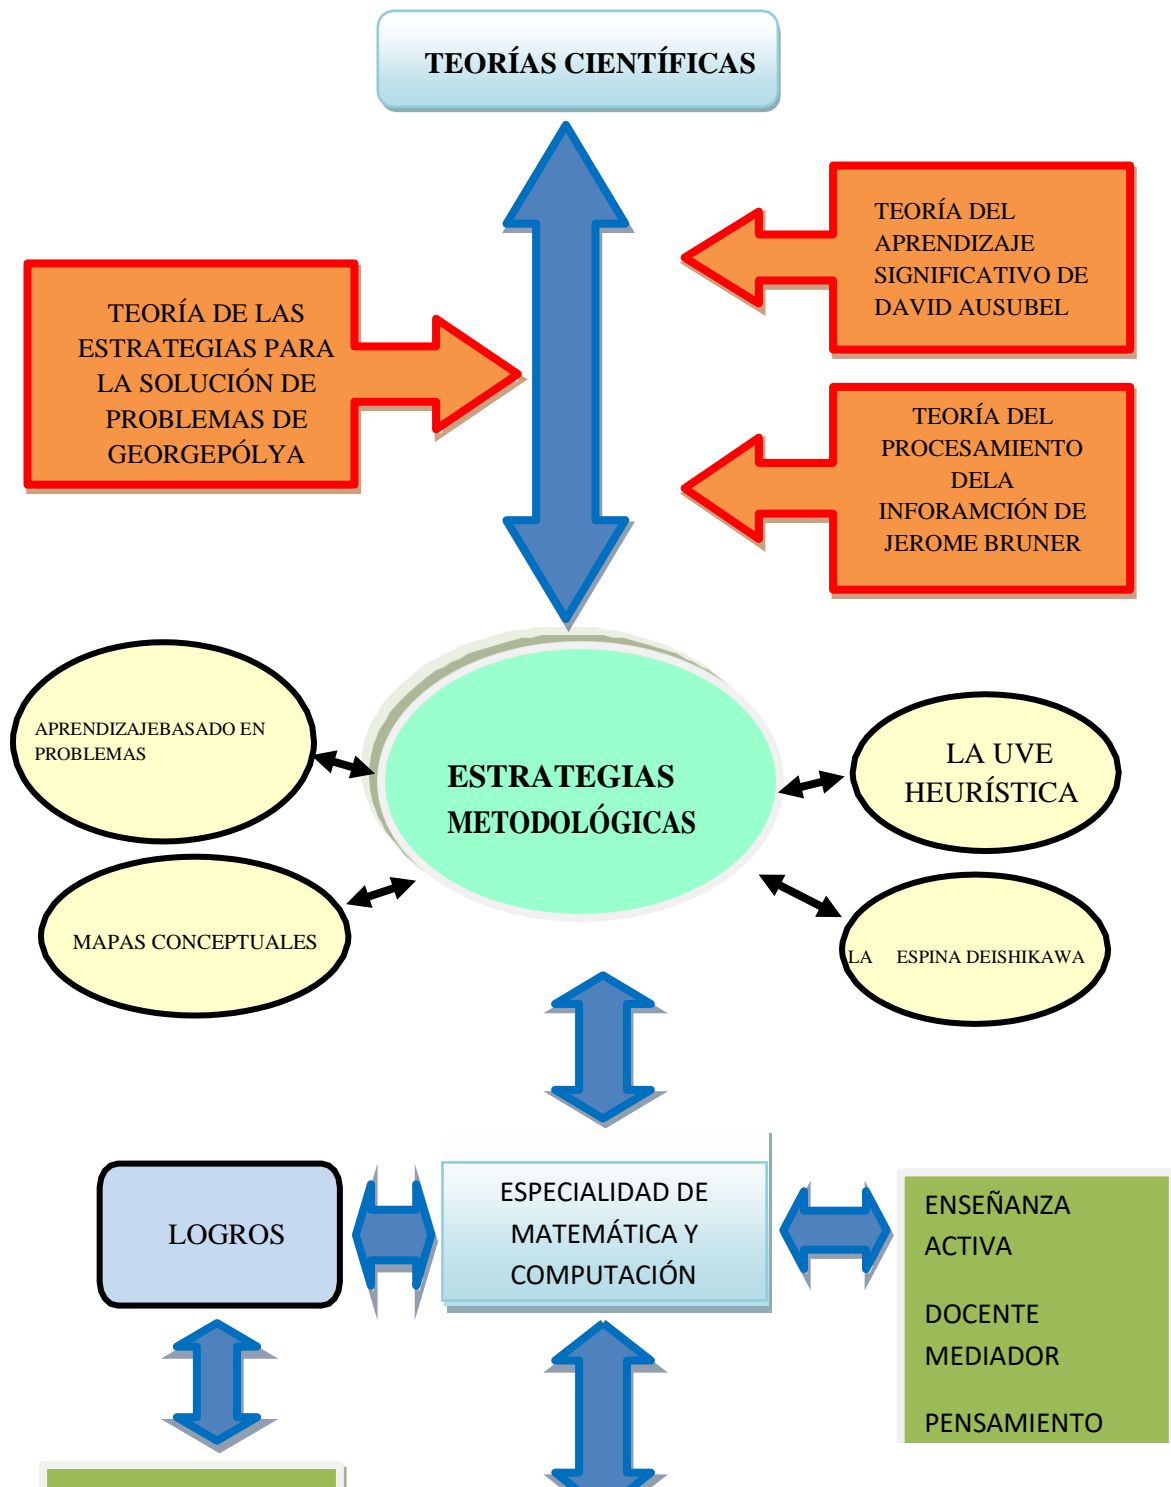 TEORÍAS CIENTÍFICAS
TEORÍA DEL
APRENDIZAJE
SIGNIFICATIVO DE
DAVID AUSUBEL
TEORÍA DE LAS
ESTRATEGIAS PARA
LA SOLUCIÓN DE
PROBLEMAS DE
GEORGEPÓLYA
TEORÍA DEL
PROCESAMIENTO
DELA
INFORAMCIÓN DE
JEROME BRUNER
APRENDIZAJEBASADO EN
PROBLEMAS
ESTRATEGIAS
METODOLÓGICAS
LA UVE
HEURÍSTICA
MAPAS CONCEPTUALES
LA ESPINA DEISHIKAWA
LOGROS
ESPECIALIDAD DE
MATEMÁTICA Y
COMPUTACIÓN
ENSEÑANZA
ACTIVA
DOCENTE
MEDIADOR
PENSAMIENTO